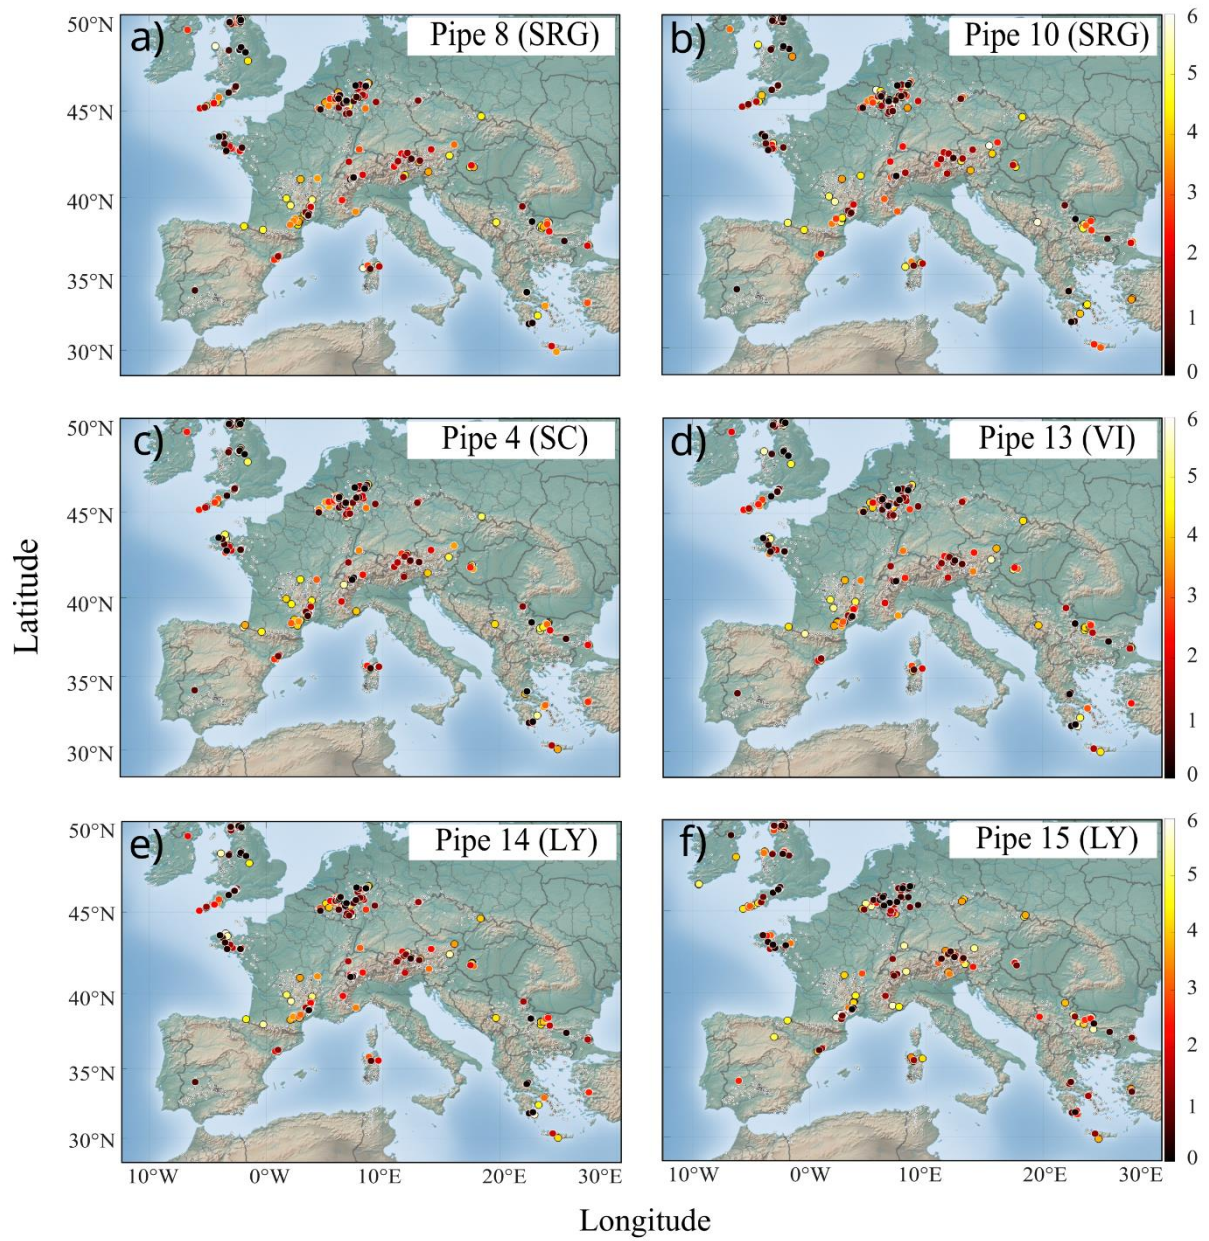 a)
Pipe 8 (SRG)
b)
Pipe 10 (SRG)
50°N
45°N
40°N
35°N
30°N
6
5
4
3
2
1
0
c)
Pipe 4 (SC)
d)
Pipe 13 (VI)
50°N
45°N
40°N
35°N
30°N
6
5
4
3
2
1
0
Latitude
e)
Pipe 14 (LY)
f)
Pipe 15 (LY)
50°N
45°N
40°N
35°N
30°N
6
5
4
3
2
1
0
10°W
0°W
10°E
20°E
30°E
10°W
0°W
10°E
20°E
30°E
Longitude